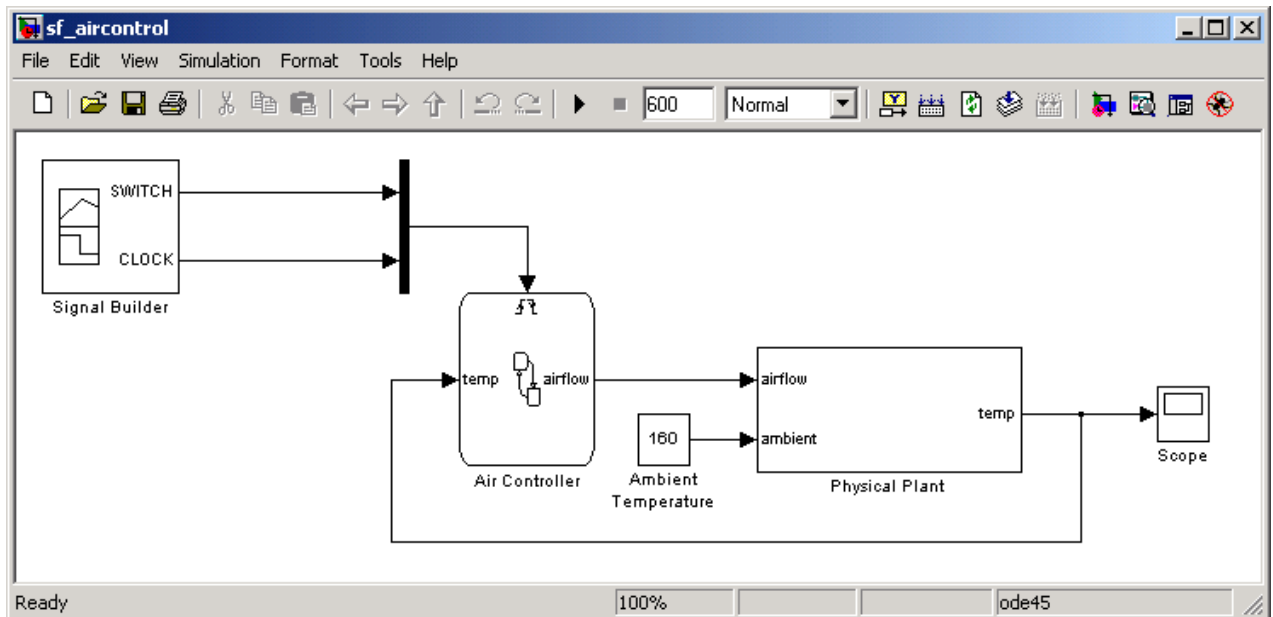 sf_aircontrol
File Edit View Simulation Format Tools Help
600 Normal
SWITCH
CLOCK
Signal Builder
temp airflow
Air Controller
160
Ambient
Temperature
airflow
temp
ambient
Physical Plant
Scope
Ready 100% ode45